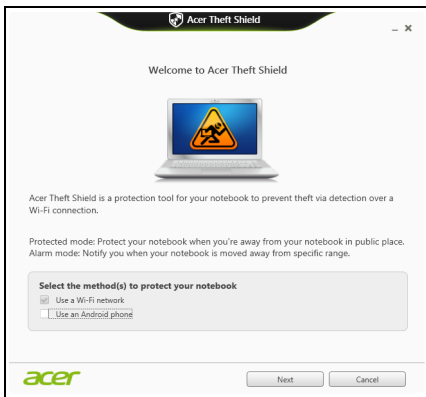 Acer Theft Shield
Welcome to Acer Theft Shield
Acer Theft Shield is a protection tool for your notebook to prevent theft via detection over a
Wi-Fi connection.
Protected mode: Protect your notebook when you're away from your notebook in public place.
Alarm mode: Notify you when your notebook is moved away from specific range.
Select the method(s) to protect your notebook
Use a Wi-Fi network
Use an Android phone
acer
Next
Cancel